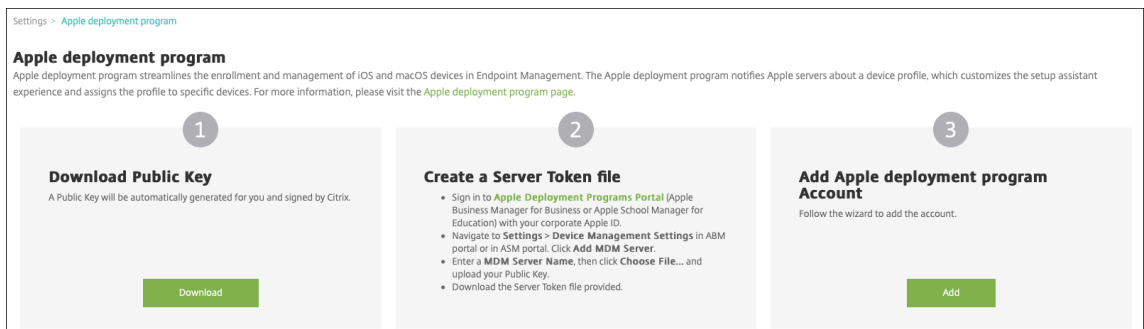 Settings > Apple deployment program
Apple deployment program
Apple deployment program streamlines the enrollment and management of iOS and macOS devices in Endpoint Management. The Apple deployment program notifies Apple servers about a device profile, which customizes the setup assistant
experience and assigns the profile to specific devices. For more information, please visit the Apple deployment program page.
1
Download Public Key
A Public Key will be automatically generated for you and signed by Citrix.
Download
2
Create a Server Token file
• Sign in to Apple Deployment Programs Portal (Apple
Business Manager for Business or Apple School Manager for
Education) with your corporate Apple ID.
• Navigate to Settings > Device Management Settings in ABM
portal or in ASM portal. Click Add MDM Server.
• Enter a MDM Server Name, then click Choose File... and
upload your Public Key.
• Download the Server Token file provided.
3
Add Apple deployment program
Account
Follow the wizard to add the account.
Add